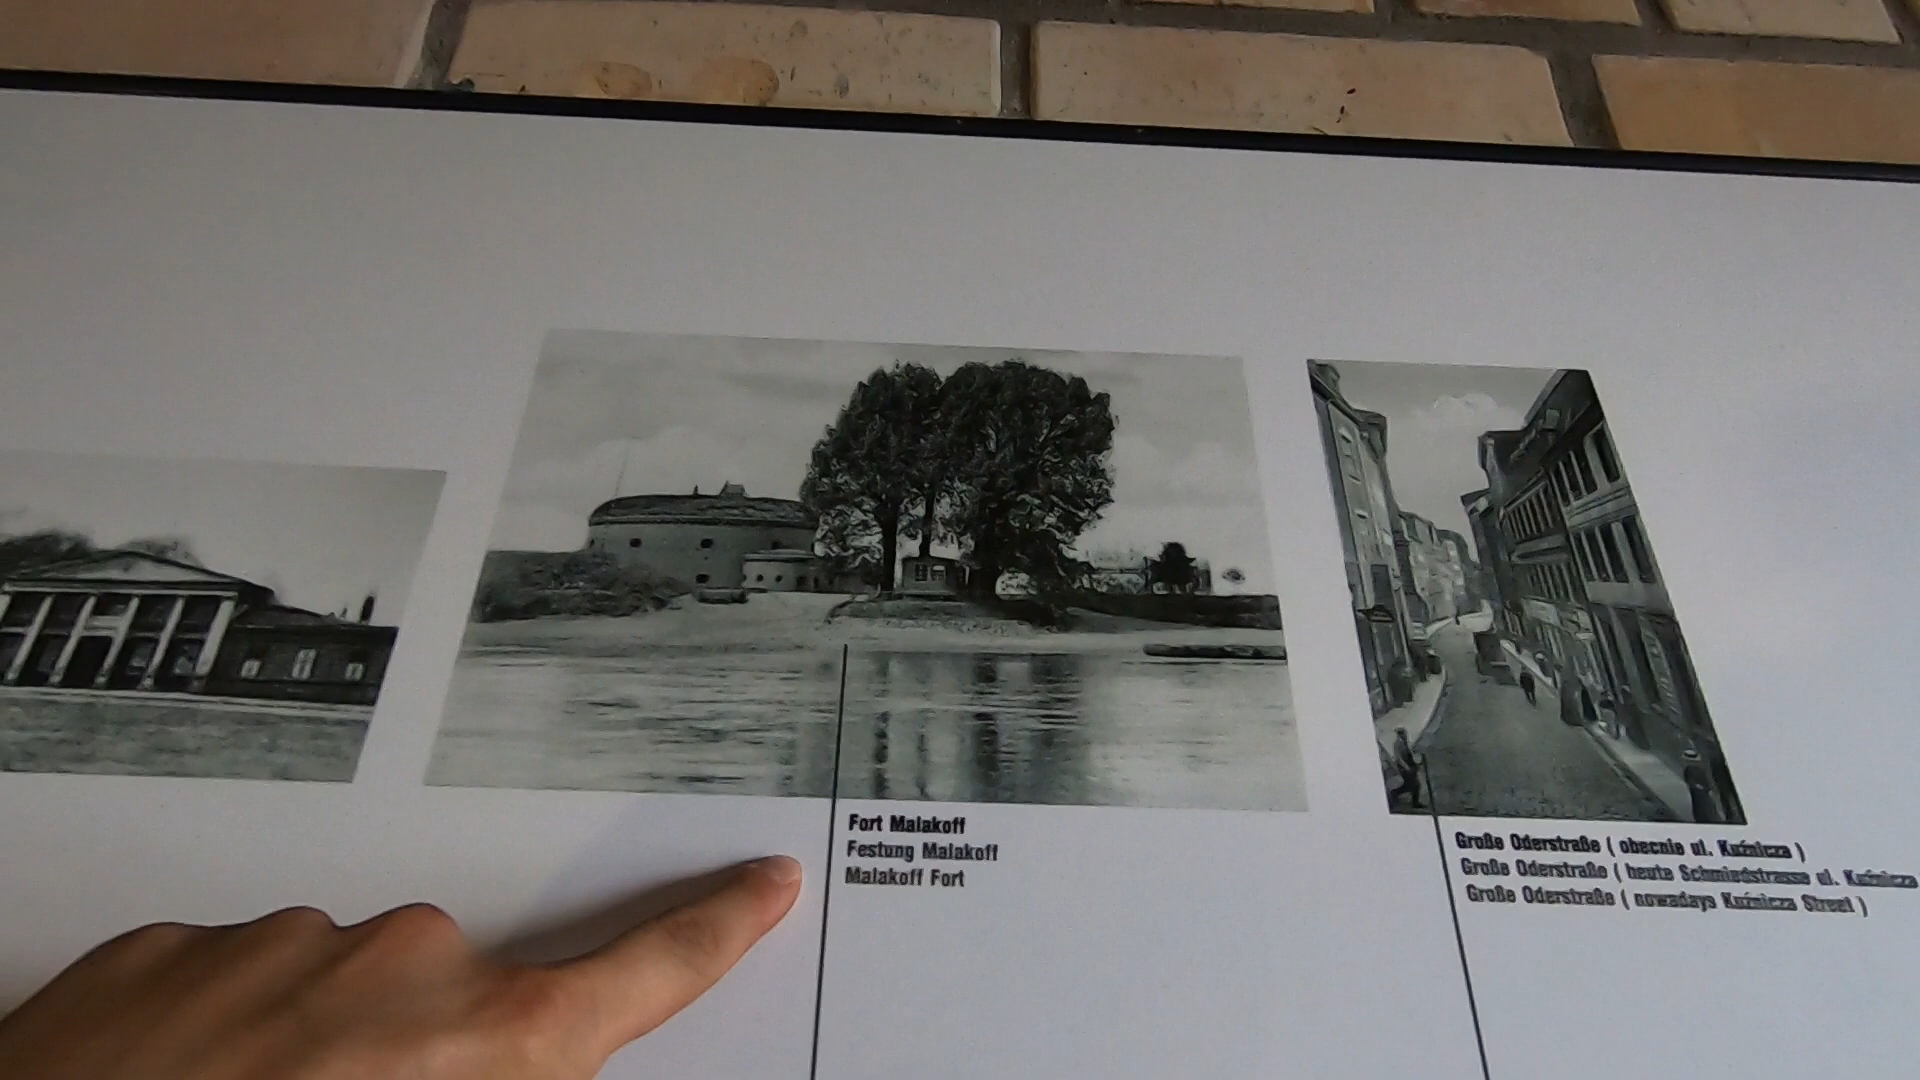 Fort Malakoff
Festung Malakoff
Malakoff Fort
Große Oderstraße ( obecnie ul. Kuźnicza )
Große Oderstraße ( heute Schmiedstrasse ul. Kuźnicza
Große Oderstraße ( nowadays Kuźnicza Street )